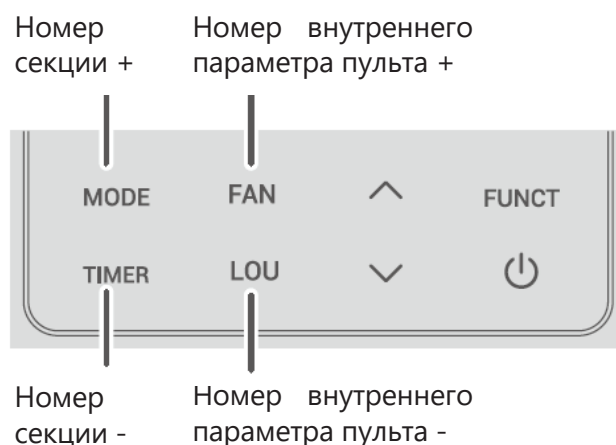 Номер
секции +
Номер внутреннего
параметра пульта +
MODE FAN FUNCT
TIMER LOU
Номер
секции -
Номер внутреннего
параметра пульта -